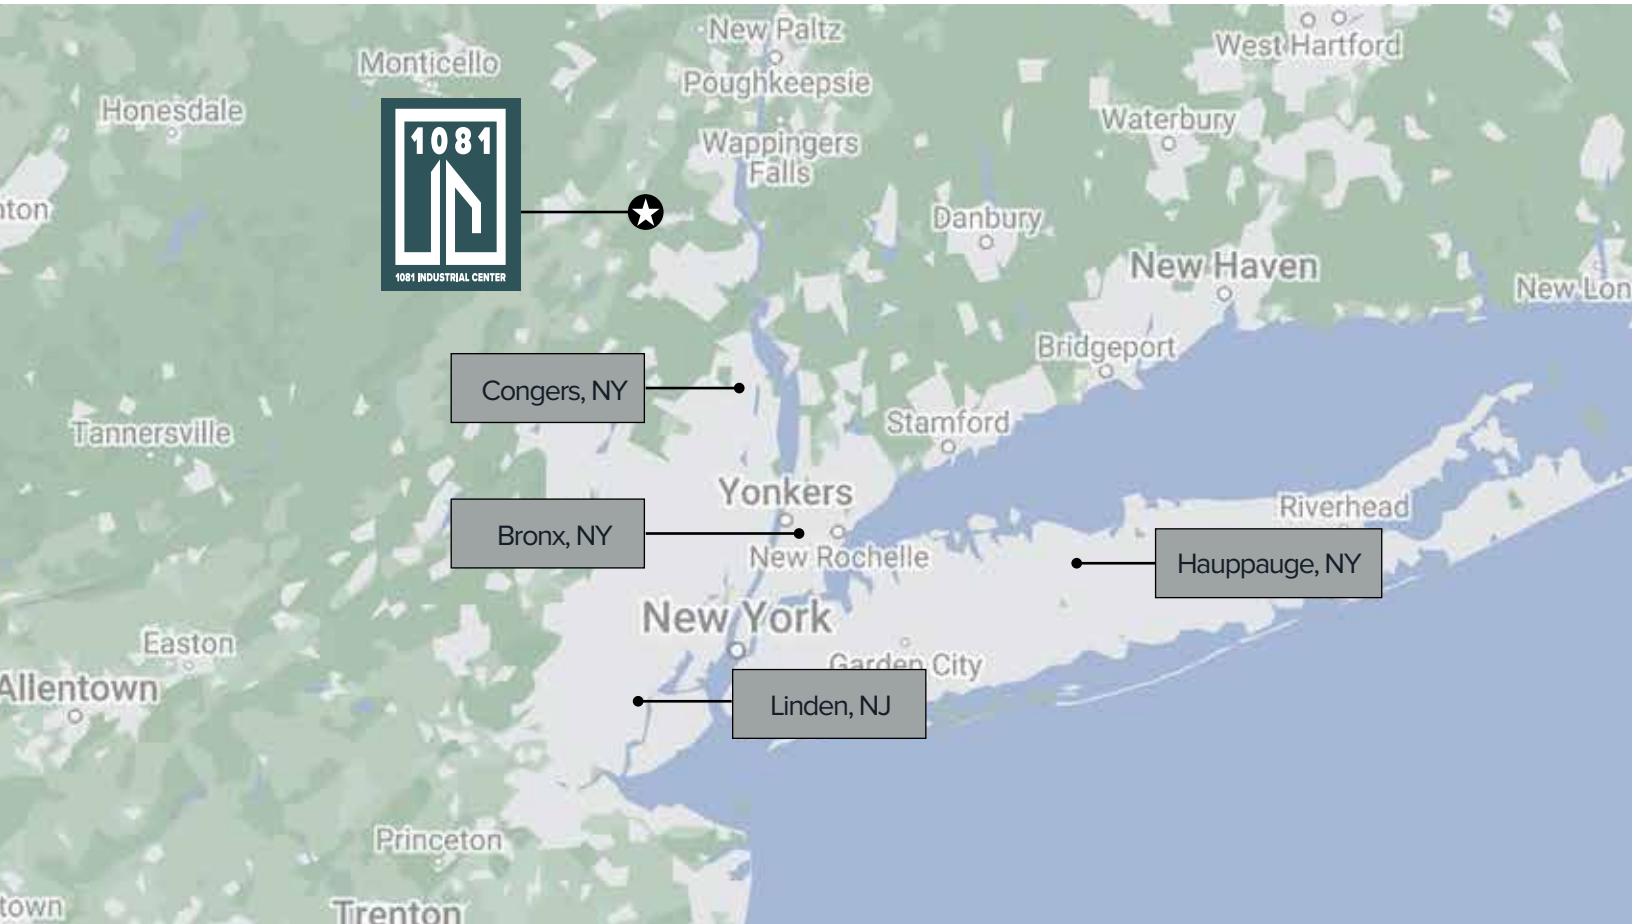 New Paltz
West Hartford
Monticello
Poughkeepsie
Honesdale
Waterbury
1081
Wappingers
Falls
nton
Danbury
New Haven
1081 INDUSTRIAL CENTER
New Lon
Bridgeport
Congers, NY
Stamford
Tannersville
Yonkers
Riverhead
Bronx, NY
New Rochelle
Hauppauge, NY
New York
Easton
Garden City
Allentown
Linden, NJ
Princeton
town
Trenton